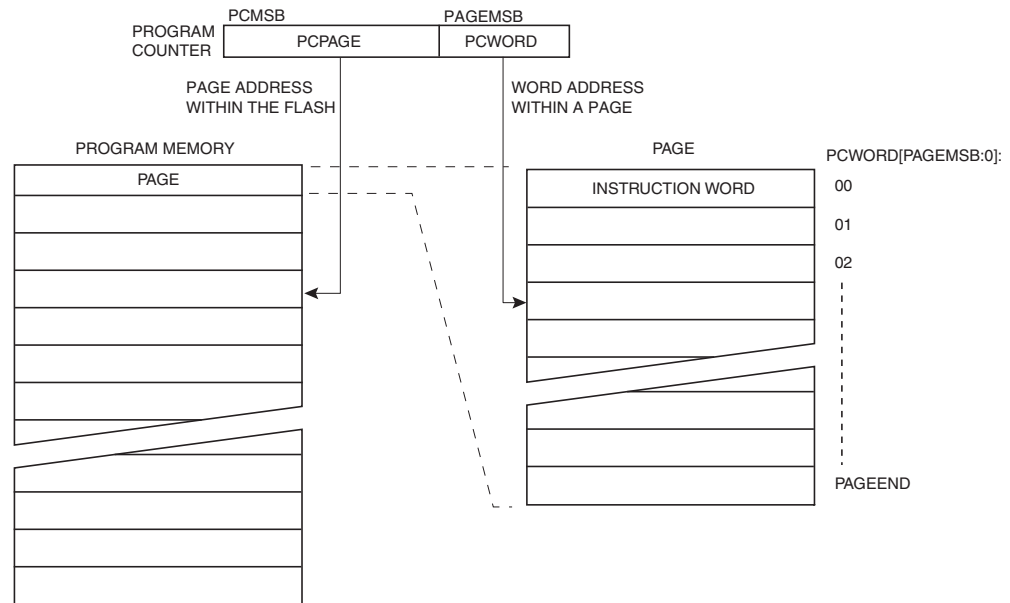 PCMSB
PAGEMSB
PROGRAM
COUNTER
PCPAGE
PCWORD
PAGE ADDRESS
WITHIN THE FLASH
WORD ADDRESS
WITHIN A PAGE
PROGRAM MEMORY
PAGE
PAGE
PCWORD[PAGEMSB:0]:
INSTRUCTION WORD
00
01
02
PAGEEND